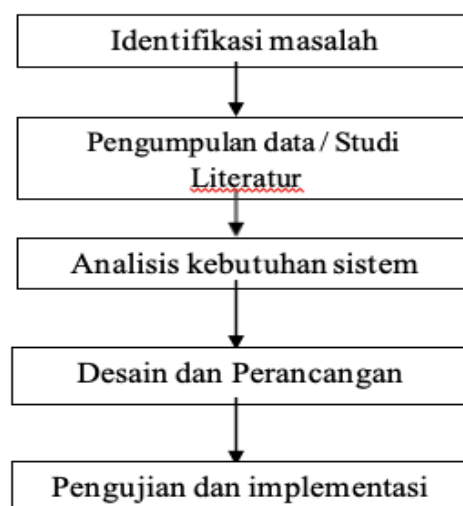 Identifikasi masalah
Pengumpulan data / Studi
Literatur
Analisis kebutuhan sistem
Desain dan Perancangan
Pengujian dan implementasi